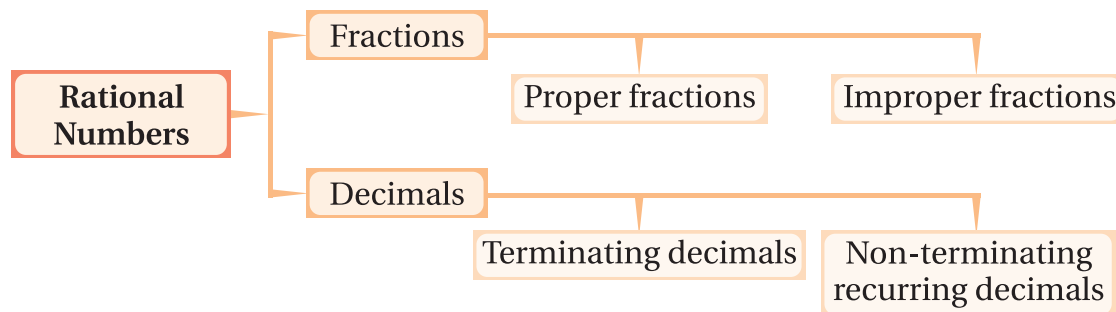 Fractions
Rational
Numbers
Proper fractions
Improper fractions
Decimals
Terminating decimals
Non-terminating
recurring decimals